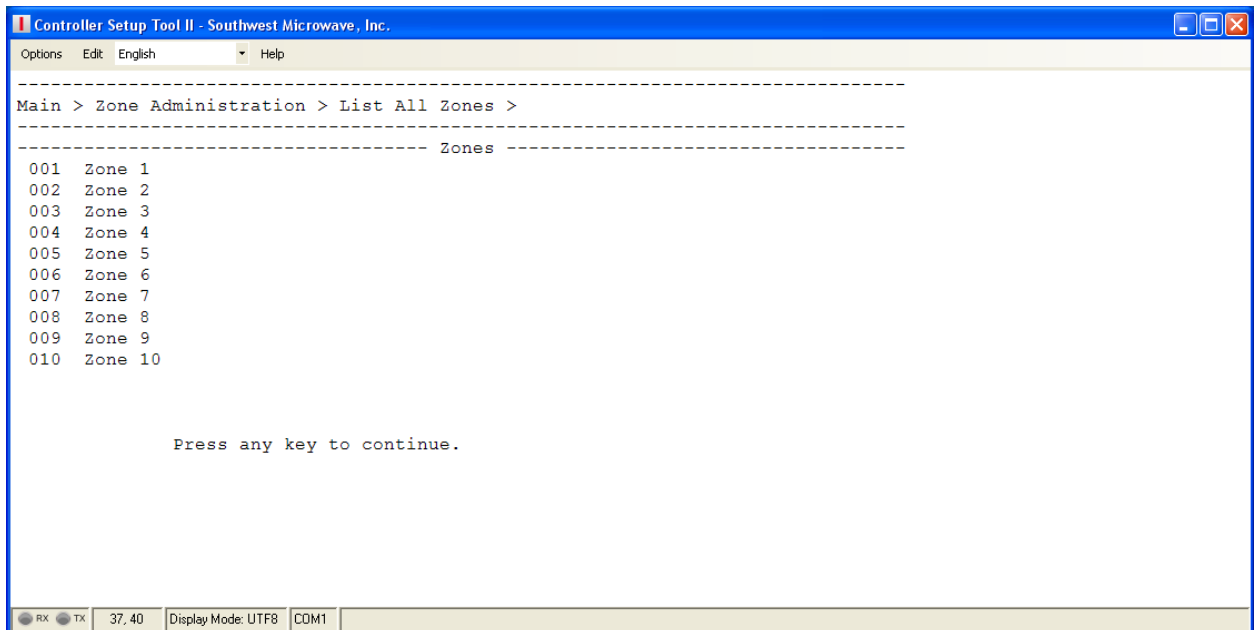 Controller Setup Tool II - Southwest Microwave, Inc.
Options Edit English Help
--------------------------------------------------------------------------------
Main > Zone Administration > List All Zones >
--------------------------------------------------------------------------------
------------------------------------- Zones ------------------------------------
001 Zone 1
002 Zone 2
003 Zone 3
004 Zone 4
005 Zone 5
006 Zone 6
007 Zone 7
008 Zone 8
009 Zone 9
010 Zone 10
Press any key to continue.
RX TX 37, 40 Display Mode: UTF8 COM1